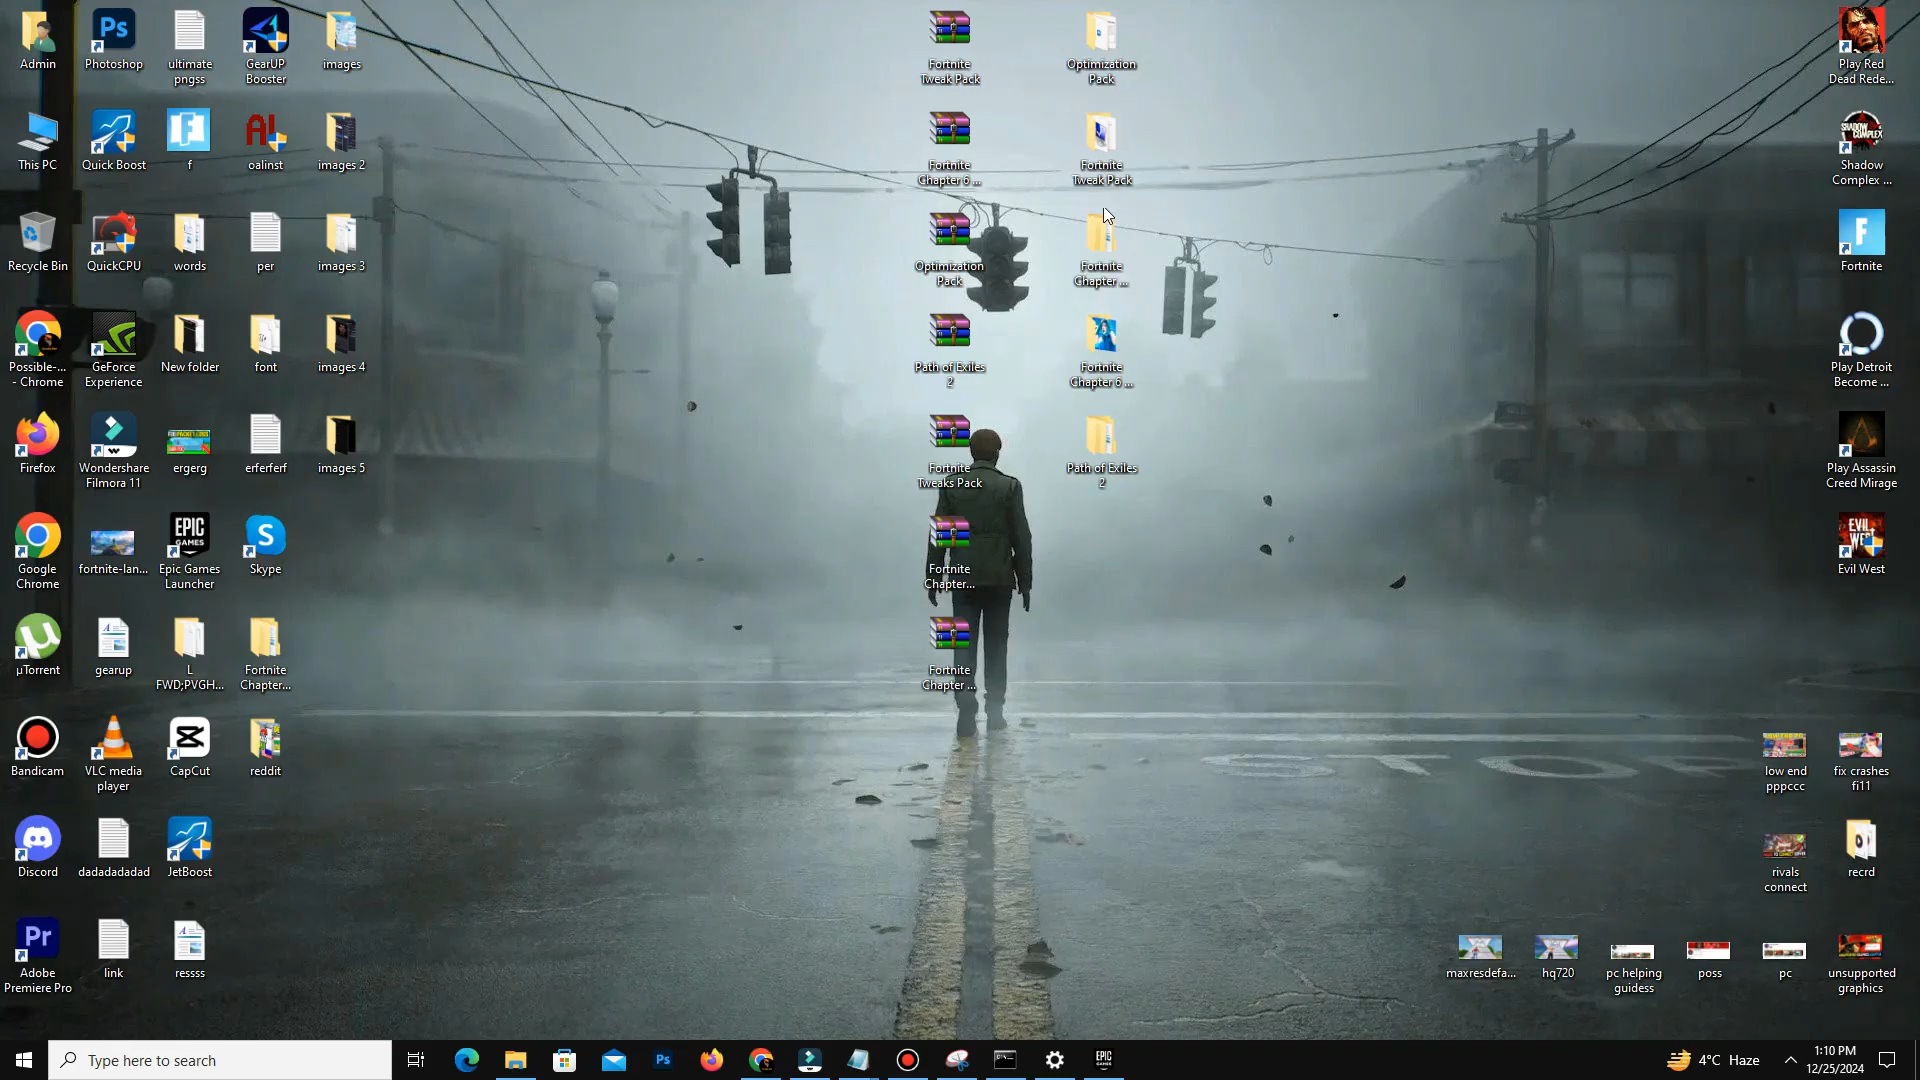 Admin
Photoshop
ultimate
pngss
GearUP
Booster
images
Fortnite
Tweak Pack
Optimization
Pack
Play Red
Dead Rede...
This PC
Quick Boost
f
oalinst
images 2
Fortnite
Chapter 6 ...
Fortnite
Tweak Pack
Shadow
Complex ...
Recycle Bin
QuickCPU
words
per
images 3
Optimization
Pack
Fortnite
Chapter ...
Fortnite
Possible-...
- Chrome
GeForce
Experience
New folder
font
images 4
Path of Exiles
2
Fortnite
Chapter 6 ...
Play Detroit
Become ...
Firefox
Wondershare
Filmora 11
ergerg
erferferf
images 5
Fortnite
Tweaks Pack
Path of Exiles
2
Play Assassin
Creed Mirage
Google
Chrome
fortnite-lan...
EPIC
GAMES
Epic Games
Launcher
Skype
Fortnite
Chapter...
EVIL
WEST
Evil West
µTorrent
gearup
L
FWD;PVGH...
Fortnite
Chapter...
Fortnite
Chapter ...
Bandicam
VLC media
player
CapCut
reddit
STOP
low end
pppccc
fix crashes
fi11
Discord
dadadadadad
JetBoost
rivals
connect
recrd
Adobe
Premiere Pro
link
ressss
maxresdefa...
hq720
pc helping
guidess
poss
pc
unsupported
graphics
Type here to search
4°C Haze
1:10 PM
12/25/2024